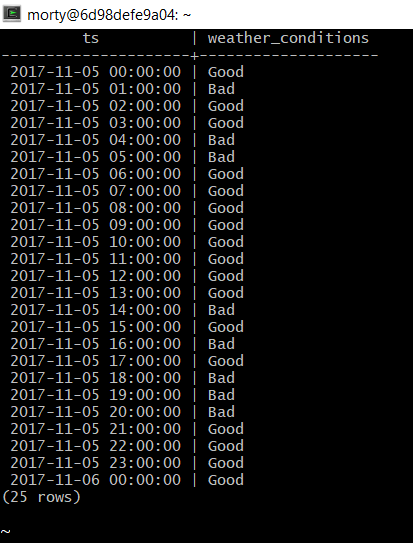 morty@6d98defe9a04: ~
ts | weather_conditions
---------------------+--------------------
2017-11-05 00:00:00 | Good
2017-11-05 01:00:00 | Bad
2017-11-05 02:00:00 | Good
2017-11-05 03:00:00 | Good
2017-11-05 04:00:00 | Bad
2017-11-05 05:00:00 | Bad
2017-11-05 06:00:00 | Good
2017-11-05 07:00:00 | Good
2017-11-05 08:00:00 | Good
2017-11-05 09:00:00 | Good
2017-11-05 10:00:00 | Good
2017-11-05 11:00:00 | Good
2017-11-05 12:00:00 | Good
2017-11-05 13:00:00 | Good
2017-11-05 14:00:00 | Bad
2017-11-05 15:00:00 | Good
2017-11-05 16:00:00 | Bad
2017-11-05 17:00:00 | Good
2017-11-05 18:00:00 | Bad
2017-11-05 19:00:00 | Bad
2017-11-05 20:00:00 | Bad
2017-11-05 21:00:00 | Good
2017-11-05 22:00:00 | Good
2017-11-05 23:00:00 | Good
2017-11-06 00:00:00 | Good
(25 rows)
~